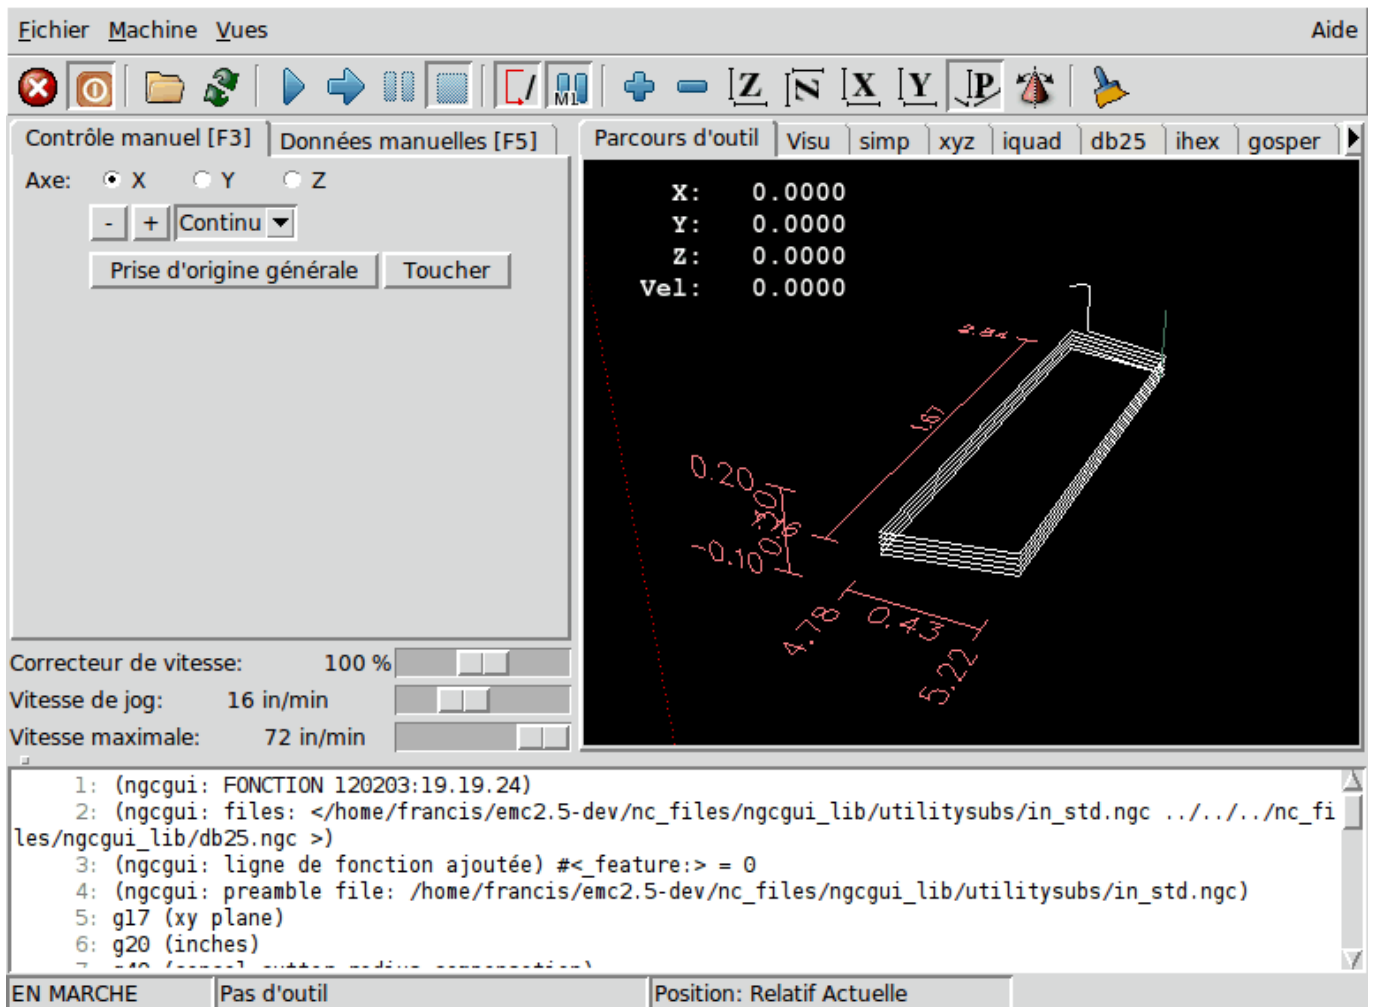 Fichier Machine Vues Aide
Z N X Y P
M1
Contrôle manuel [F3] Données manuelles [F5]
Parcours d'outil Visu simp xyz iquad db25 ihex gosper
Axe: X Y Z
- + Continu
Prise d'origine générale Toucher
X: 0.0000
Y: 0.0000
Z: 0.0000
Vel: 0.0000
1.67
0.20
-0.10
4.78
0.43
5.22
Correcteur de vitesse: 100 %
Vitesse de jog: 16 in/min
Vitesse maximale: 72 in/min
1: (ngcgui: FONCTION 120203:19.19.24)
2: (ngcgui: files: </home/francis/emc2.5-dev/nc_files/ngcgui_lib/utilitysubs/in_std.ngc ../../../nc_fi
les/ngcgui_lib/db25.ngc >)
3: (ngcgui: ligne de fonction ajoutée) #<_feature:> = 0
4: (ngcgui: preamble file: /home/francis/emc2.5-dev/nc_files/ngcgui_lib/utilitysubs/in_std.ngc)
5: g17 (xy plane)
6: g20 (inches)
EN MARCHE
Pas d'outil
Position: Relatif Actuelle